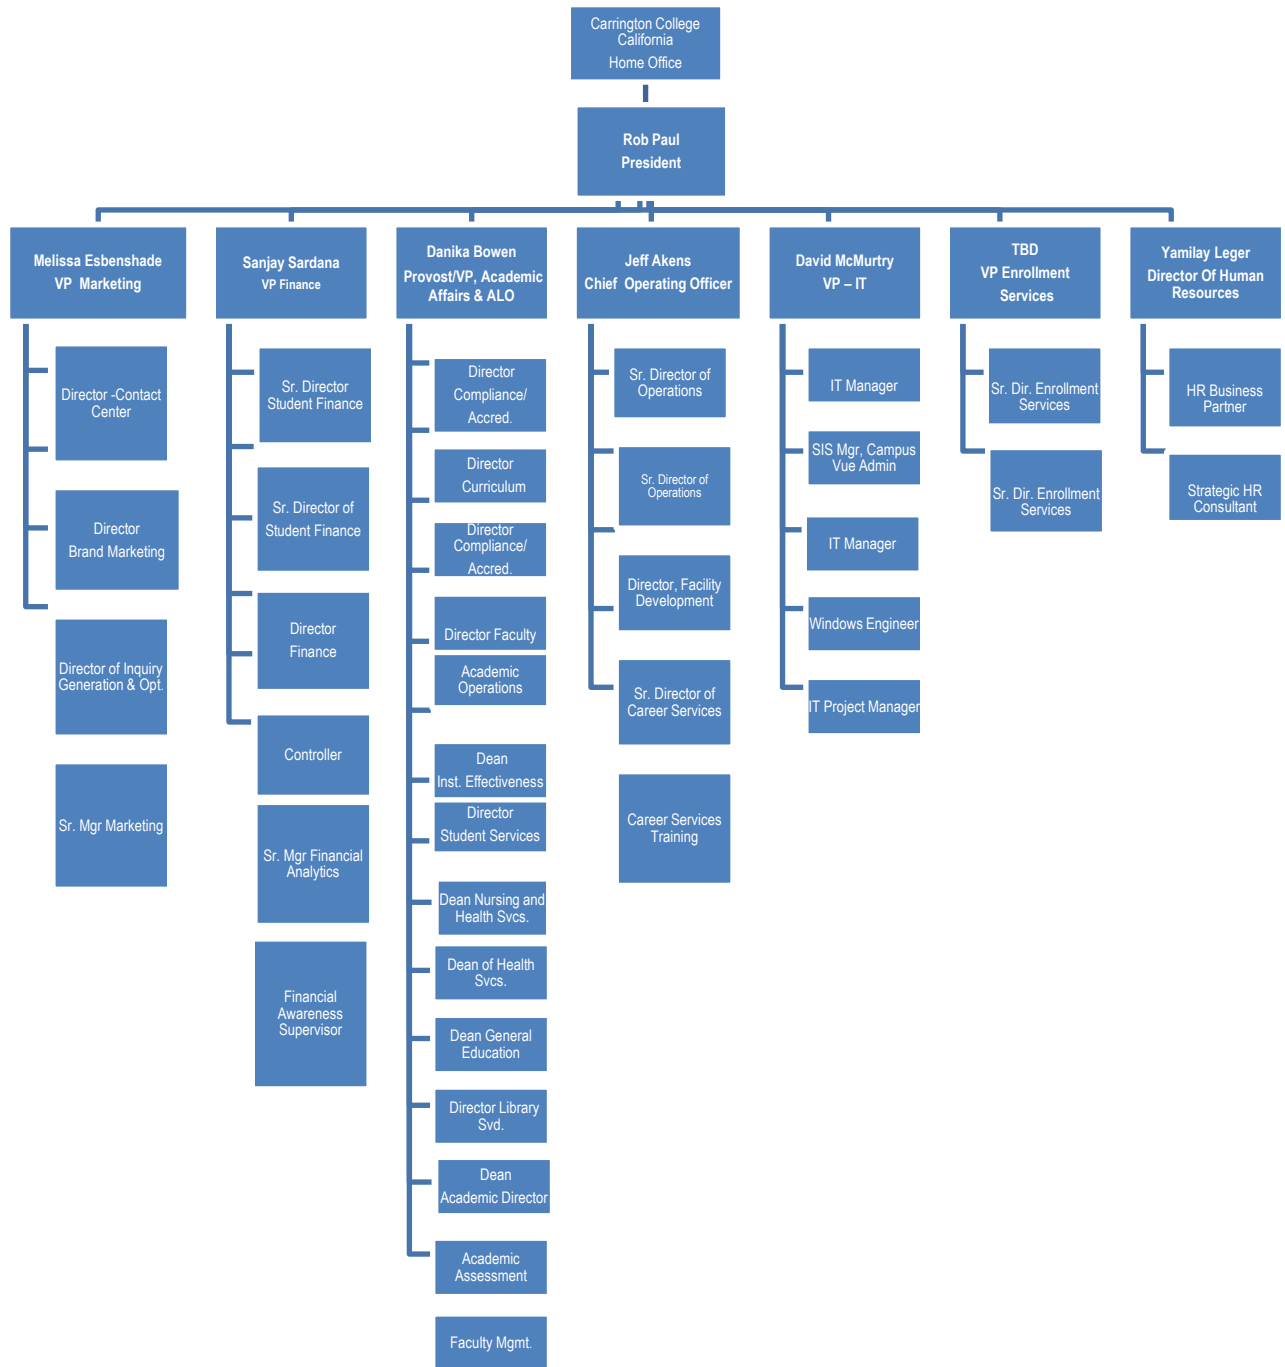 Carrington College
California
Home Office
Rob Paul
President
Melissa Esbenshade
VP Marketing
Sanjay Sardana
VP Finance
Danika Bowen
Provost/VP, Academic
Affairs & ALO
Jeff Akens
Chief Operating Officer
David McMurtry
VP – IT
TBD
VP Enrollment
Services
Yamilay Leger
Director Of Human
Resources
Director -Contact
Center
Director
Brand Marketing
Director of Inquiry
Generation & Opt.
Sr. Mgr Marketing
Sr. Director
Student Finance
Sr. Director of
Student Finance
Director
Finance
Controller
Sr. Mgr Financial
Analytics
Financial
Awareness
Supervisor
Director
Compliance/
Accred.
Director
Curriculum
Director
Compliance/
Accred.
Director Faculty
Academic
Operations
Dean
Inst. Effectiveness
Director
Student Services
Dean Nursing and
Health Svcs.
Dean of Health
Svcs.
Dean General
Education
Director Library
Svd.
Dean
Academic Director
Academic
Assessment
Faculty Mgmt.
Sr. Director of
Operations
Sr. Director of
Operations
Director, Facility
Development
Sr. Director of
Career Services
Career Services
Training
IT Manager
SIS Mgr, Campus
Vue Admin
IT Manager
Windows Engineer
IT Project Manager
Sr. Dir. Enrollment
Services
Sr. Dir. Enrollment
Services
HR Business
Partner
Strategic HR
Consultant